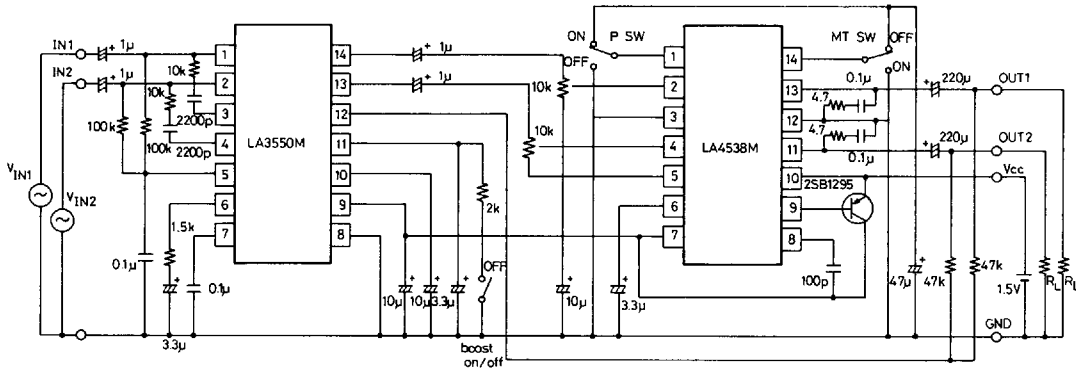 IN1
IN2
1μ
1μ
10k
10k
2200p
100k
100k
2200p
V IN1
V IN2
0.1μ
1.5k
3.3μ
0.1μ
1
2
3
4
5
6
7
LA3550M
14
13
12
11
10
9
8
1μ
1μ
10k
10k
2k
OFF
10μ
10μ
3.3μ
boost
on/off
10μ
3.3μ
ON
P SW
OFF
1
2
3
4
5
6
7
LA4538M
14
13
12
11
10
9
8
MT SW
OFF
ON
0.1μ
4.7
4.7
0.1μ
220μ
220μ
OUT1
OUT2
Vcc
2SB1295
100p
47μ
47k
47k
1.5V
RL
RL
GND